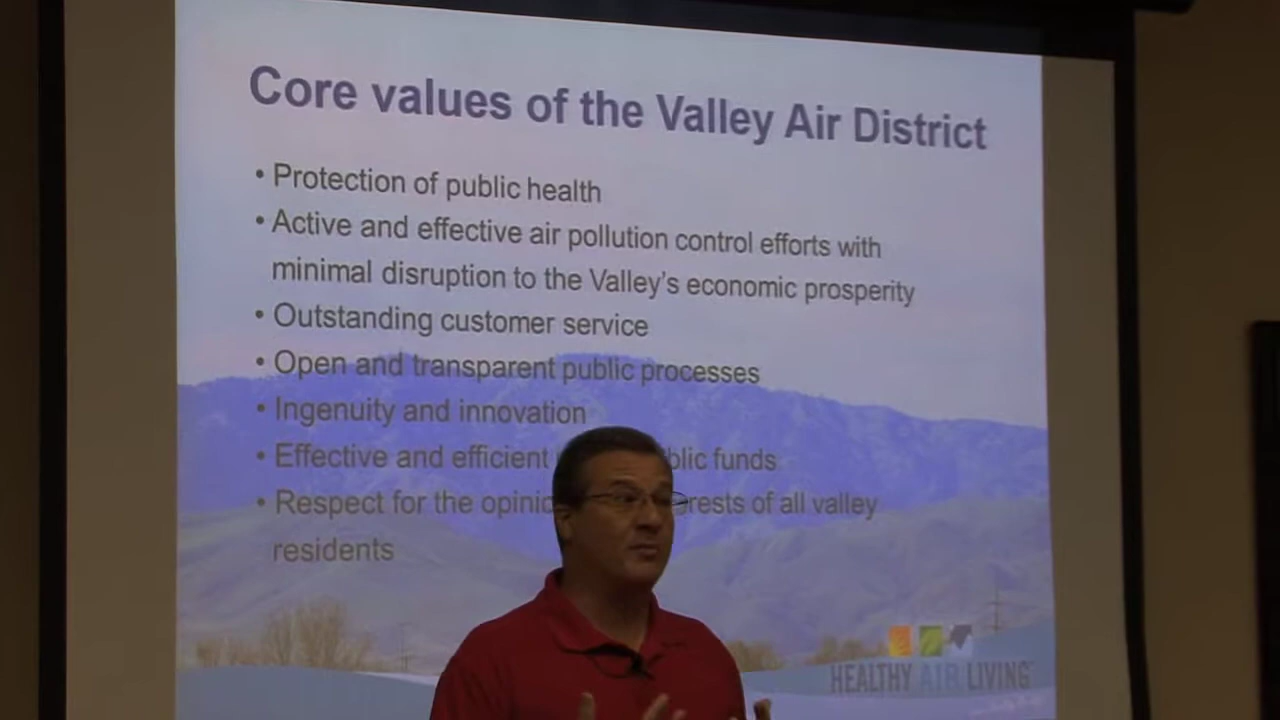 Core values of the Valley Air District
• Protection of public health
• Active and effective air pollution control efforts with
minimal disruption to the Valley's economic prosperity
• Outstanding customer service
• Open and transparent public processes
• Ingenuity and innovation
• Effective and efficient blic funds
• Respect for the opinio rests of all valley
residents
HEALTHY AIR LIVING